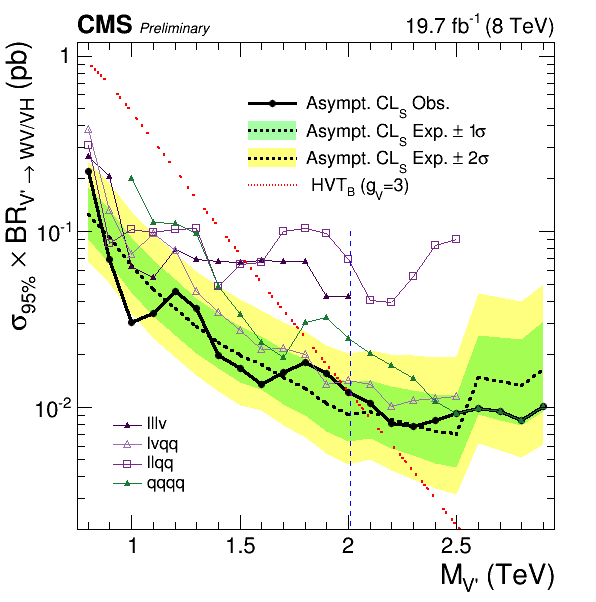 CMS Preliminary 19.7 fb⁻¹ (8 TeV)
σ95% × BRV' → WV/VH (pb)
1
10⁻¹
10⁻²
Asympt. CLS Obs.
Asympt. CLS Exp. ± 1σ
Asympt. CLS Exp. ± 2σ
HVTB (gV=3)
lllν
lνqq
llqq
qqqq
1 1.5 2 2.5
MV' (TeV)